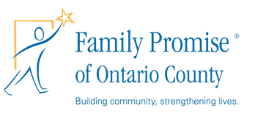 Family Promise ®
of Ontario County
Building community, strengthening lives.